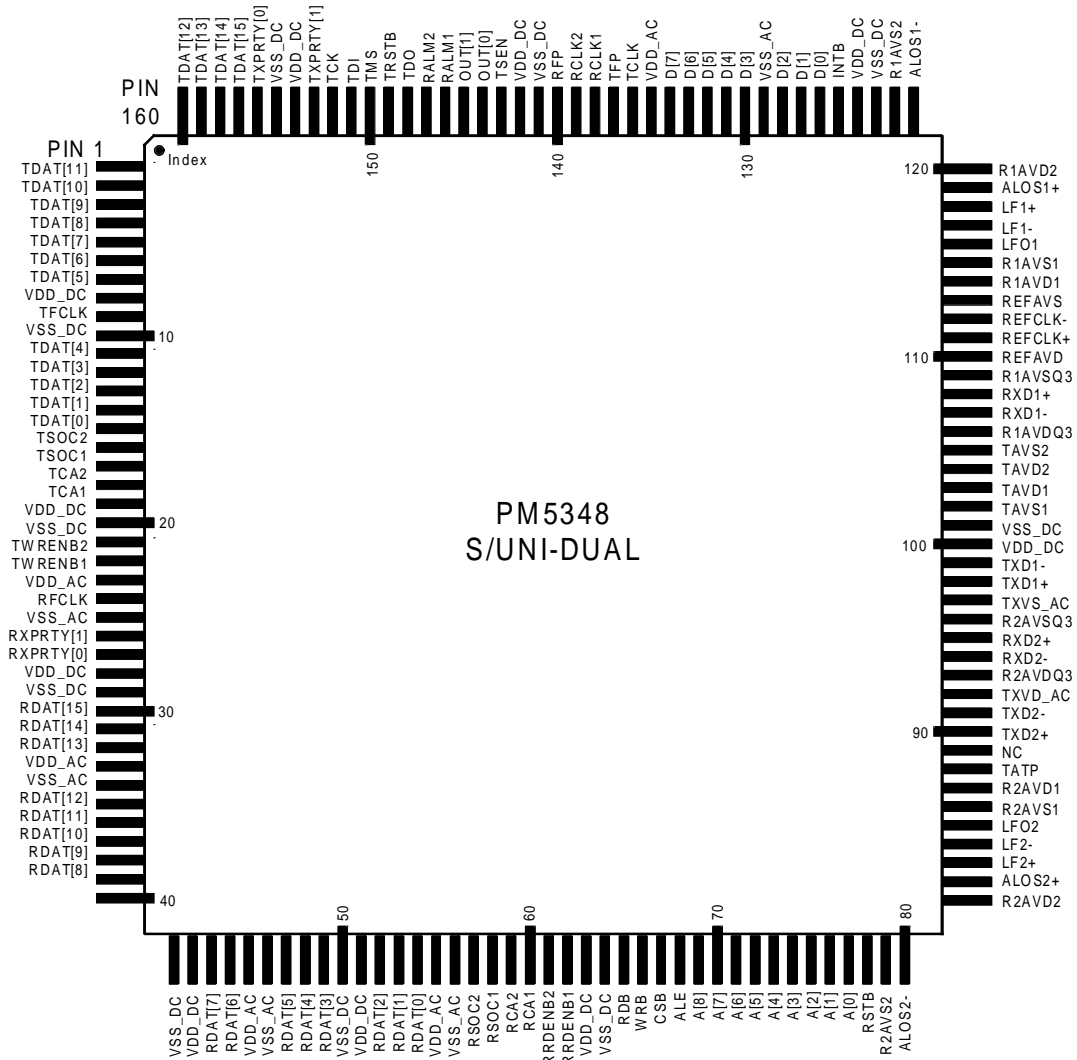 PIN
160
TDAT[12]
TDAT[13]
TDAT[14]
TDAT[15]
TXPRTY[0]
VSS_DC
VDD_DC
TXPRTY[1]
TCK
TDI
TMS
TRSTB
TDO
RALM2
RALM1
OUT[1]
OUT[0]
TSEN
VDD_DC
VSS_DC
RFP
RCLK2
RCLK1
TFP
TCLK
VDD_AC
D[7]
D[6]
D[5]
D[4]
D[3]
VSS_AC
D[2]
D[1]
D[0]
INTB
VDD_DC
VSS_DC
R1AVS2
ALOS1-
PIN 1
Index
150
140
130
120
TDAT[11]
TDAT[10]
TDAT[9]
TDAT[8]
TDAT[7]
TDAT[6]
TDAT[5]
VDD_DC
TFCLK
VSS_DC
10
TDAT[4]
TDAT[3]
TDAT[2]
TDAT[1]
TDAT[0]
TSOC2
TSOC1
TCA2
TCA1
VDD_DC
20
VSS_DC
TWRENB2
TWRENB1
VDD_AC
RFCLK
VSS_AC
RXPRTY[1]
RXPRTY[0]
VDD_DC
VSS_DC
30
RDAT[15]
RDAT[14]
RDAT[13]
VDD_AC
VSS_AC
RDAT[12]
RDAT[11]
RDAT[10]
RDAT[9]
RDAT[8]
40
PM5348
S/UNI-DUAL
R1AVD2
ALOS1+
LF1+
LF1-
LFO1
R1AVS1
R1AVD1
REFAVS
REFCLK-
REFCLK+
110
REFAVD
R1AVSQ3
RXD1+
RXD1-
R1AVDQ3
TAVS2
TAVD2
TAVD1
TAVS1
VSS_DC
100
VDD_DC
TXD1-
TXD1+
TXVS_AC
R2AVSQ3
RXD2+
RXD2-
R2AVDQ3
TXVD_AC
TXD2-
90
TXD2+
NC
TATP
R2AVD1
R2AVS1
LFO2
LF2-
LF2+
ALOS2+
R2AVD2
50
60
70
80
VSS_DC
VDD_DC
RDAT[7]
RDAT[6]
VDD_AC
VSS_AC
RDAT[5]
RDAT[4]
RDAT[3]
VSS_DC
VDD_DC
RDAT[2]
RDAT[1]
RDAT[0]
VDD_AC
VSS_AC
RSOC2
RSOC1
RCA2
RCA1
RRDENB2
RRDENB1
VDD_DC
VSS_DC
RDB
WRB
CSB
ALE
A[8]
A[7]
A[6]
A[5]
A[4]
A[3]
A[2]
A[1]
A[0]
RSTB
R2AVS2
ALOS2-